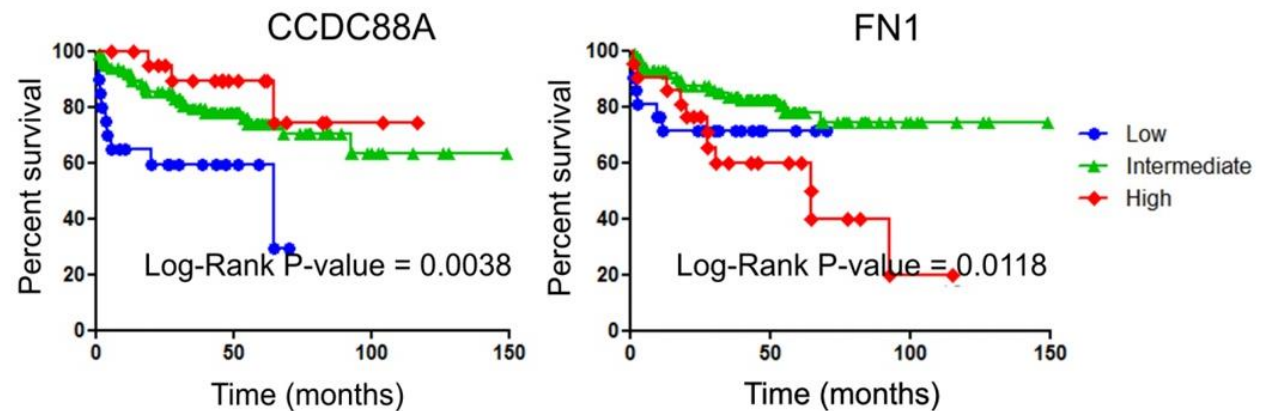 CCDC88A
Percent survival
100
80
60
40
20
0
Log-Rank P-value = 0.0038
0 50 100 150
Time (months)
FN1
Percent survival
100
80
60
40
20
0
Log-Rank P-value = 0.0118
0 50 100 150
Time (months)
Low
Intermediate
High